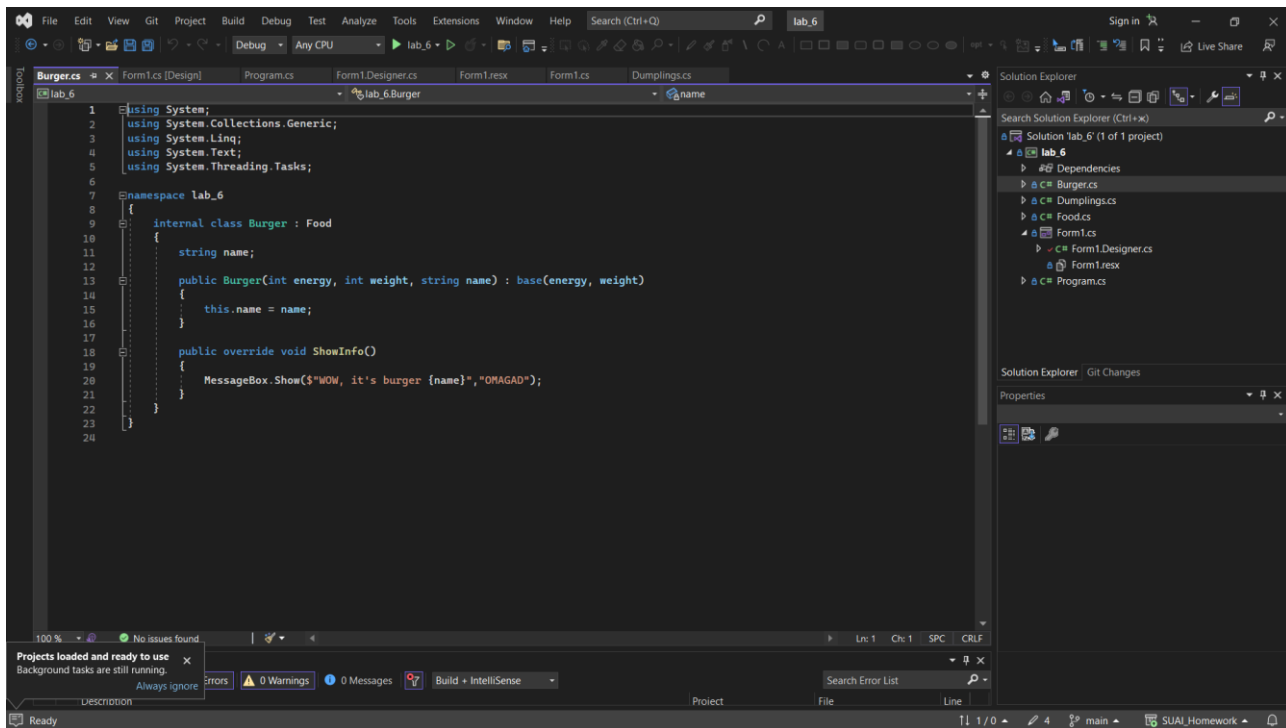 File Edit View Git Project Build Debug Test Analyze Tools Extensions Window Help Search (Ctrl+Q) lab_6 Sign in
Debug Any CPU lab_6 Live Share
Toolbox
Burger.cs Form1.cs [Design] Program.cs Form1.Designer.cs Form1.resx Form1.cs Dumplings.cs
lab_6 lab_6.Burger name
1 using System;
2 using System.Collections.Generic;
3 using System.Linq;
4 using System.Text;
5 using System.Threading.Tasks;
6
7 namespace lab_6
8 {
9 internal class Burger : Food
10 {
11 string name;
12
13 public Burger(int energy, int weight, string name) : base(energy, weight)
14 {
15 this.name = name;
16 }
17
18 public override void ShowInfo()
19 {
20 MessageBox.Show($"WOW, it's burger {name}","OMAGAD");
21 }
22 }
23 }
24
100 % No issues found Ln: 1 Ch: 1 SPC CRLF
Projects loaded and ready to use
Background tasks are still running.
Always ignore
Errors 0 Warnings 0 Messages Build + IntelliSense Search Error List
Description Project File Line
Ready 1/0 4 main SUAI_Homework
Solution Explorer
Search Solution Explorer (Ctrl+ж)
Solution 'lab_6' (1 of 1 project)
lab_6
Dependencies
C# Burger.cs
C# Dumplings.cs
C# Food.cs
Form1.cs
C# Form1.Designer.cs
Form1.resx
C# Program.cs
Solution Explorer Git Changes
Properties